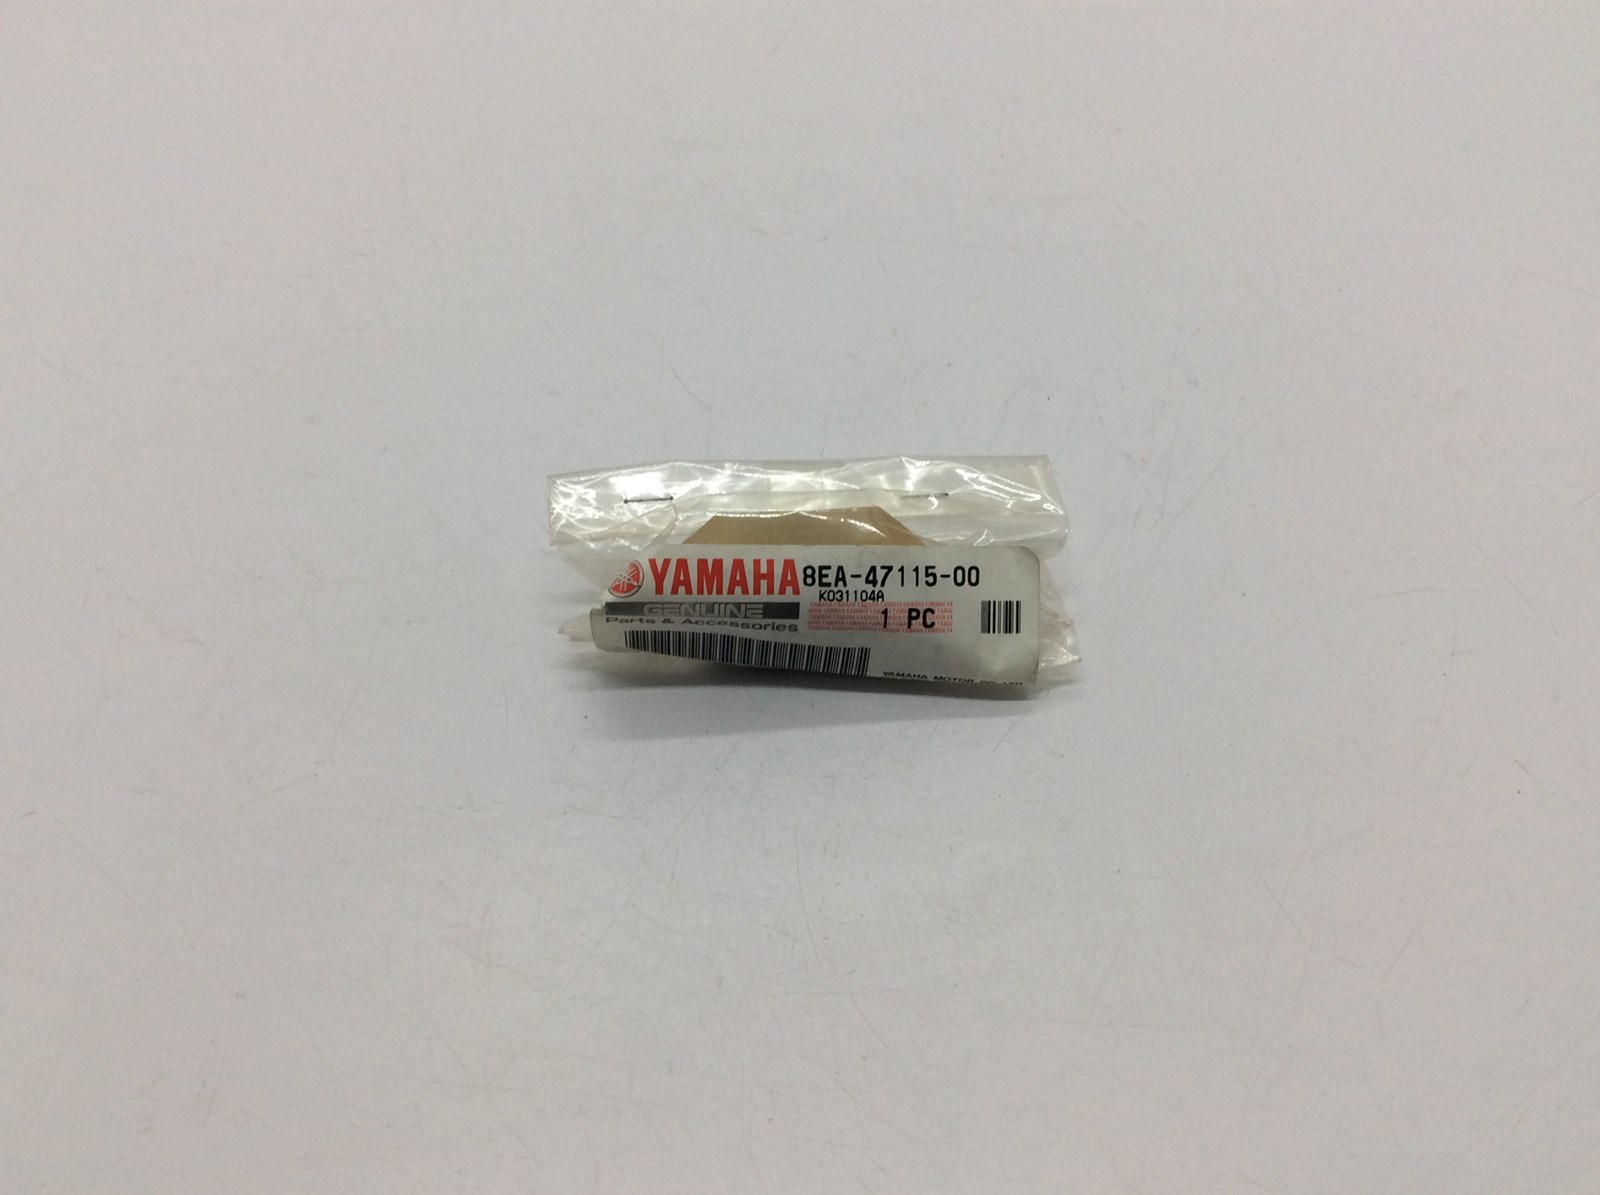 YAMAHA 8EA-47115-00
K031104A
GENUINE
Parts & Accessories
1 PC
YAMAHA MOTOR CO., LTD